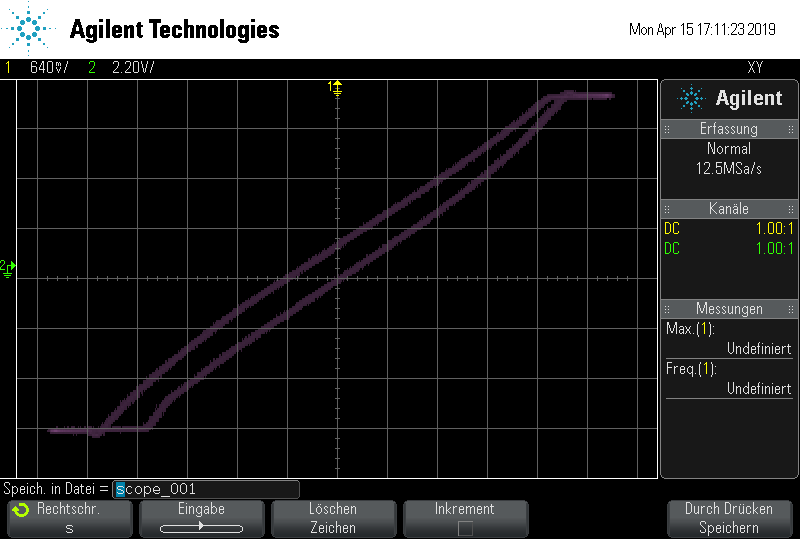 Agilent Technologies
Mon Apr 15 17:11:23 2019
1 640mV/ 2 2.20V/ XY
1
2
Agilent
Erfassung
Normal
12.5MSa/s
Kanäle
DC 1.00:1
DC 1.00:1
Messungen
Max.(1):
Undefiniert
Freq.(1):
Undefiniert
Speich. in Datei = scope_001
Rechtschr.
s
Eingabe
Löschen
Zeichen
Inkrement
Durch Drücken
Speichern